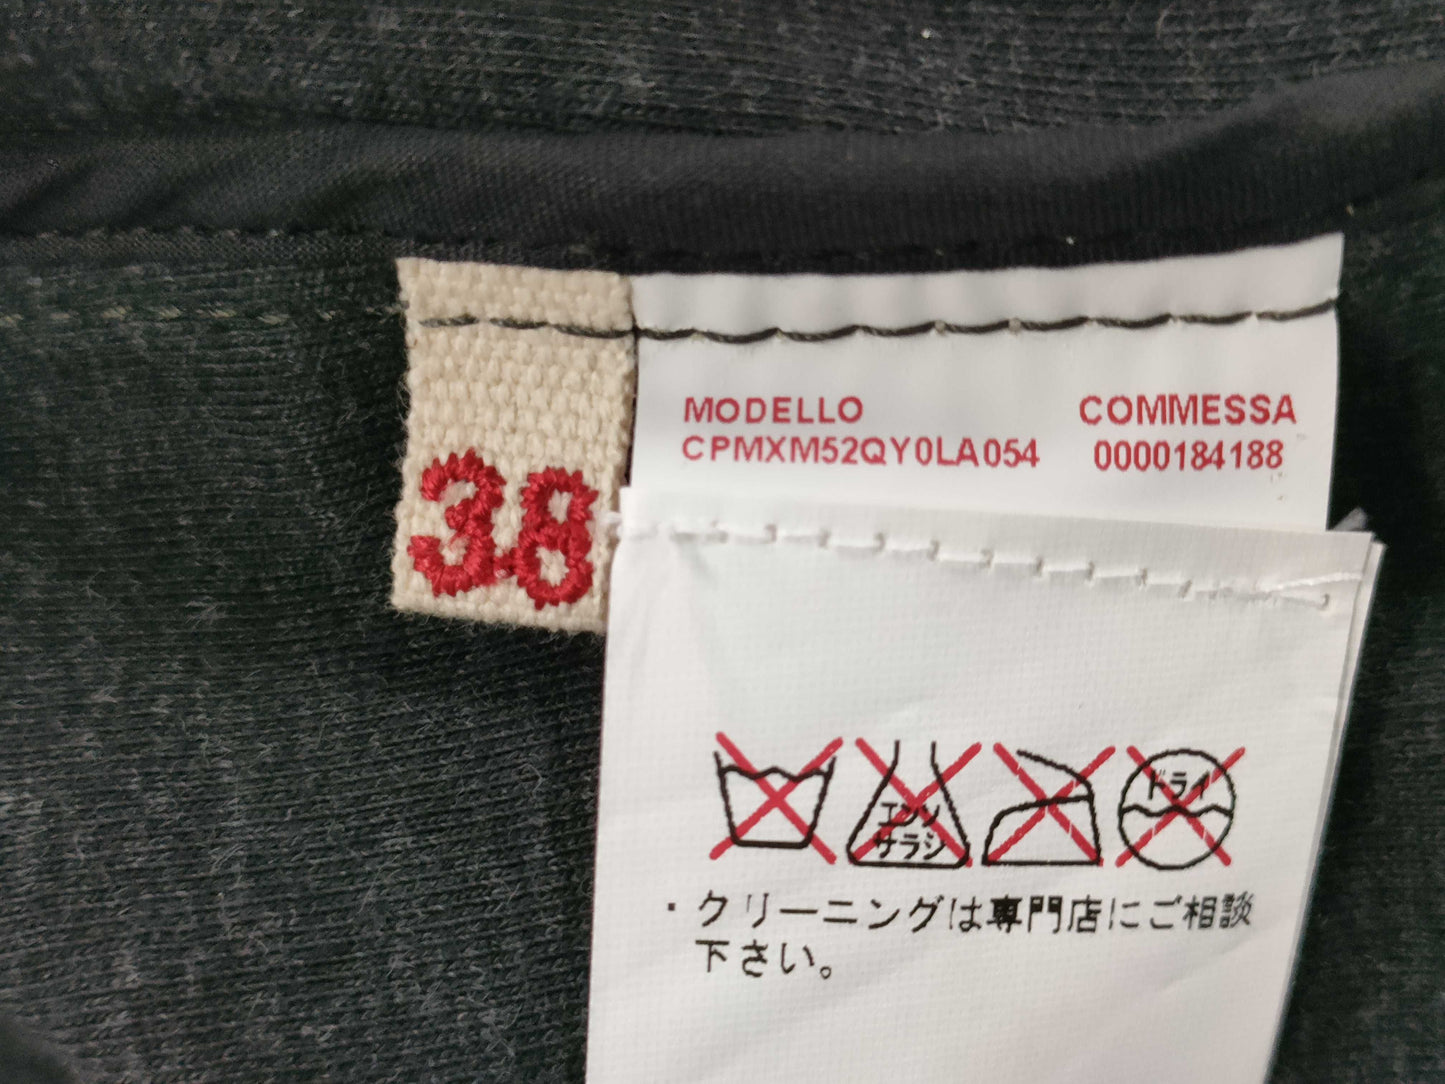 38
MODELLO COMMESSA
CPMXM52QY0LA054 0000184188
エンソ
サラシ
ドライ
・クリーニングは専門店にご相談
下さい。